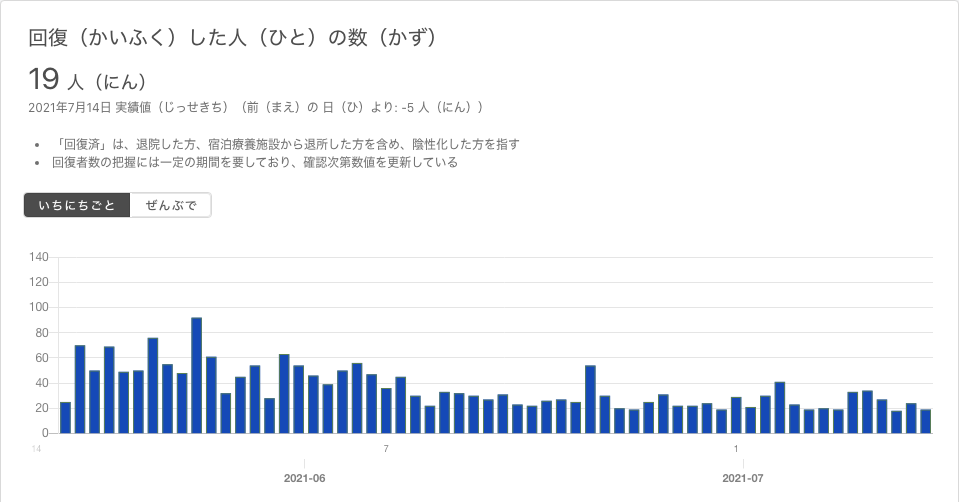 回復（かいふく）した人（ひと）の数（かず）
19 人（にん）
2021年7月14日 実績値（じっせきち）（前（まえ）の 日（ひ）より: -5 人（にん））
• 「回復済」は、退院した方、宿泊療養施設から退所した方を含め、陰性化した方を指す
• 回復者数の把握には一定の期間を要しており、確認次第数値を更新している
いちにちごと ぜんぶで
140
120
100
80
60
40
20
0
14 7 1
2021-06 2021-07